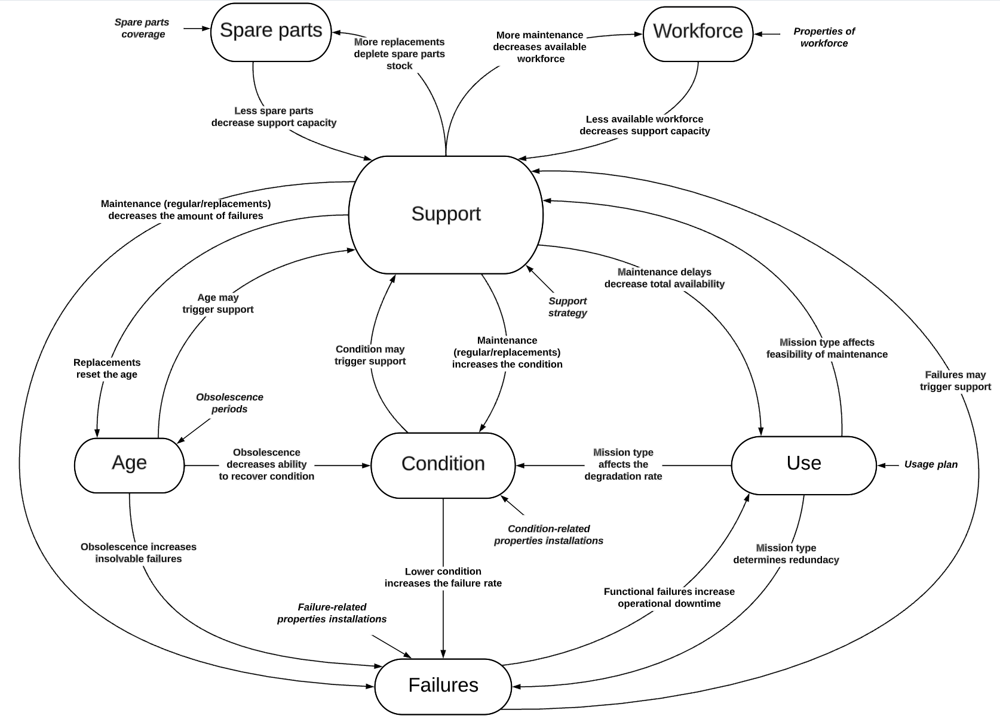 Spare parts
coverage
Spare parts
More replacements
deplete spare parts
stock
More maintenance
decreases available
workforce
Workforce
Properties of
workforce
Less spare parts
decrease support capacity
Less available workforce
decreases support capacity
Support
Maintenance (regular/replacements)
decreases the amount of failures
Age may
trigger support
Maintenance delays
decrease total availability
Support
strategy
Replacements
reset the age
Condition may
trigger support
Maintenance
(regular/replacements)
increases the condition
Mission type affects
feasibility of maintenance
Failures may
trigger support
Obsolescence
periods
Age
Obsolescence
decreases ability
to recover condition
Condition
Mission type
affects the
degradation rate
Use
Usage plan
Condition-related
properties installations
Obsolescence increases
insolvable failures
Mission type
determines redundacy
Lower condition
increases the failure rate
Functional failures increase
operational downtime
Failure-related
properties installations
Failures